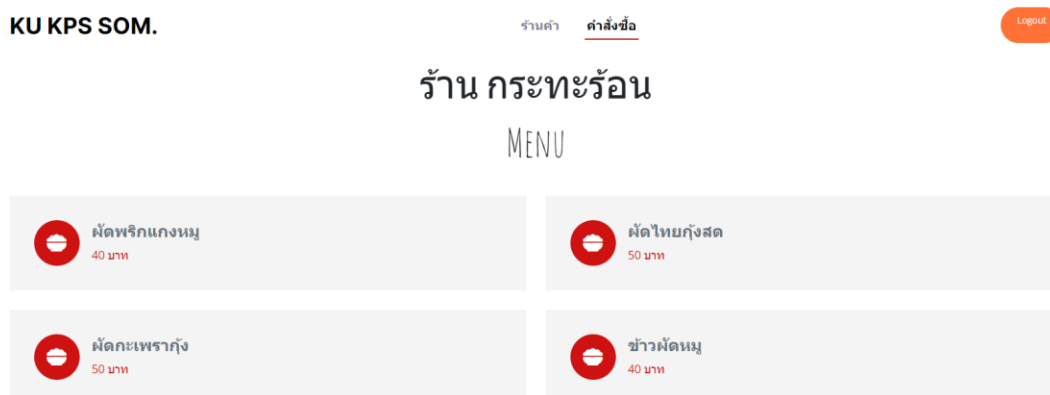 KU KPS SOM.
ร้านค้า
คำสั่งซื้อ
Logout
ร้าน กระทะร้อน
MENU
ผัดพริกแกงหมู
40 บาท
ผัดไทยกุ้งสด
50 บาท
ผัดกะเพรากุ้ง
50 บาท
ข้าวผัดหมู
40 บาท